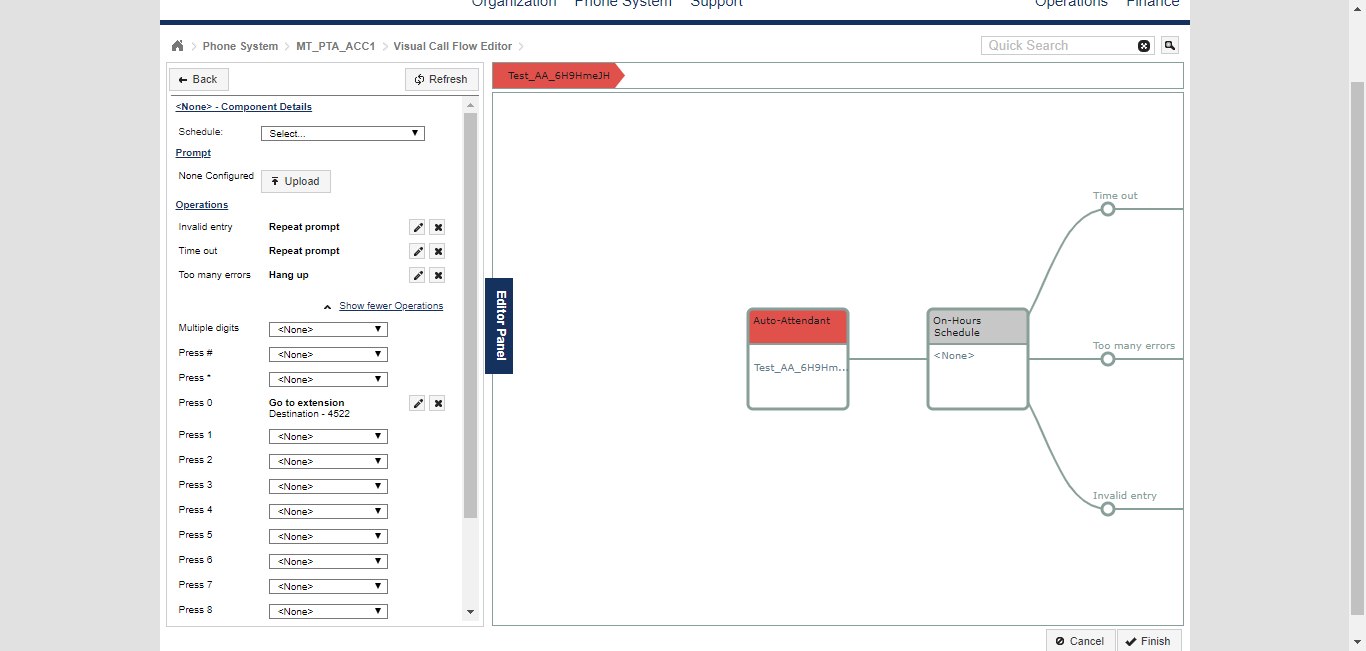 Organization Phone System Support Operations Finance
Phone System MT_PTA_ACC1 Visual Call Flow Editor
Quick Search
Back Refresh
<None> - Component Details
Schedule: Select...
Prompt
None Configured Upload
Operations
Invalid entry Repeat prompt
Time out Repeat prompt
Too many errors Hang up
Show fewer Operations
Multiple digits <None>
Press # <None>
Press * <None>
Press 0 Go to extension
Destination - 4522
Press 1 <None>
Press 2 <None>
Press 3 <None>
Press 4 <None>
Press 5 <None>
Press 6 <None>
Press 7 <None>
Press 8 <None>
Editor Panel
Test_AA_6H9HmeJH
Auto-Attendant
Test_AA_6H9Hm...
On-Hours
Schedule
<None>
Time out
Too many errors
Invalid entry
Cancel Finish